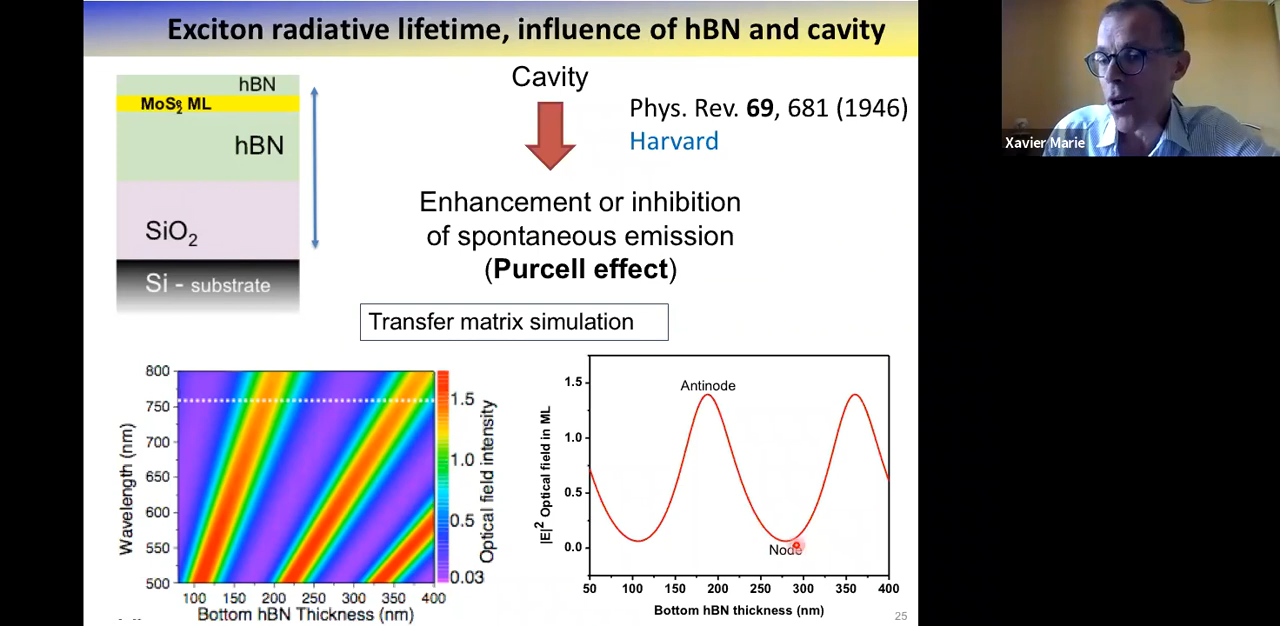 Exciton radiative lifetime, influence of hBN and cavity
hBN
MoSe2 ML
hBN
SiO2
Si - substrate
Cavity
Phys. Rev. 69, 681 (1946)
Harvard
Enhancement or inhibition
of spontaneous emission
(Purcell effect)
Transfer matrix simulation
Wavelength (nm)
800
750
700
650
600
550
500
100 150 200 250 300 350 400
Bottom hBN Thickness (nm)
1.5
1.0
0.5
0.03
Optical field intensity
|E|2 Optical field in ML
1.5
1.0
0.5
0.0
Antinode
Node
50 100 150 200 250 300 350 400
Bottom hBN thickness (nm)
25
Xavier Marie